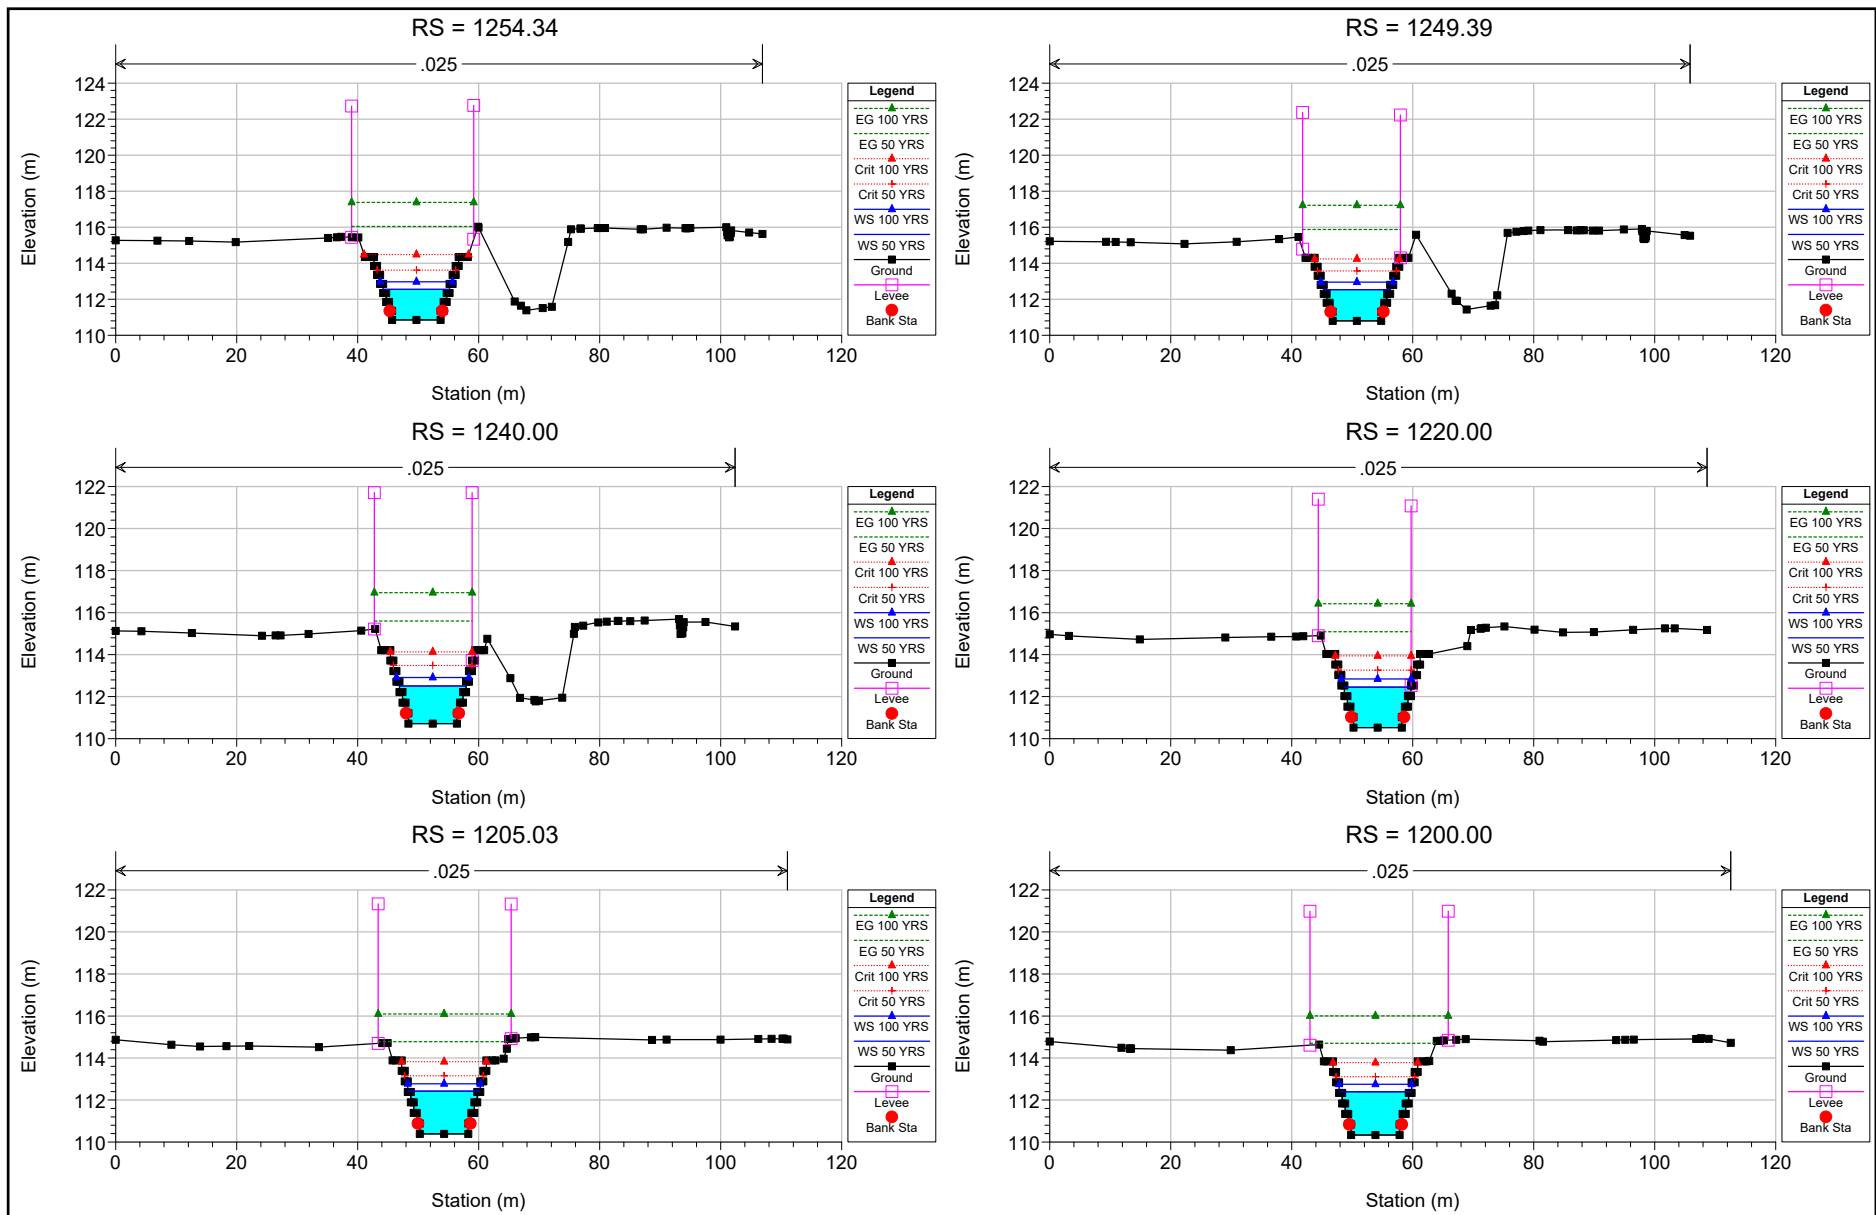 RS = 1254.34
.025
Elevation (m)
124
122
120
118
116
114
112
110
0
20
40
60
80
100
120
Station (m)
Legend
EG 100 YRS
EG 50 YRS
Crit 100 YRS
Crit 50 YRS
WS 100 YRS
WS 50 YRS
Ground
Levee
Bank Sta
RS = 1249.39
.025
Elevation (m)
124
122
120
118
116
114
112
110
0
20
40
60
80
100
120
Station (m)
Legend
EG 100 YRS
EG 50 YRS
Crit 100 YRS
Crit 50 YRS
WS 100 YRS
WS 50 YRS
Ground
Levee
Bank Sta
RS = 1240.00
.025
Elevation (m)
122
120
118
116
114
112
110
0
20
40
60
80
100
120
Station (m)
Legend
EG 100 YRS
EG 50 YRS
Crit 100 YRS
Crit 50 YRS
WS 100 YRS
WS 50 YRS
Ground
Levee
Bank Sta
RS = 1220.00
.025
Elevation (m)
122
120
118
116
114
112
110
0
20
40
60
80
100
120
Station (m)
Legend
EG 100 YRS
EG 50 YRS
Crit 100 YRS
Crit 50 YRS
WS 100 YRS
WS 50 YRS
Ground
Levee
Bank Sta
RS = 1205.03
.025
Elevation (m)
122
120
118
116
114
112
110
0
20
40
60
80
100
120
Station (m)
Legend
EG 100 YRS
EG 50 YRS
Crit 100 YRS
Crit 50 YRS
WS 100 YRS
WS 50 YRS
Ground
Levee
Bank Sta
RS = 1200.00
.025
Elevation (m)
122
120
118
116
114
112
110
0
20
40
60
80
100
120
Station (m)
Legend
EG 100 YRS
EG 50 YRS
Crit 100 YRS
Crit 50 YRS
WS 100 YRS
WS 50 YRS
Ground
Levee
Bank Sta